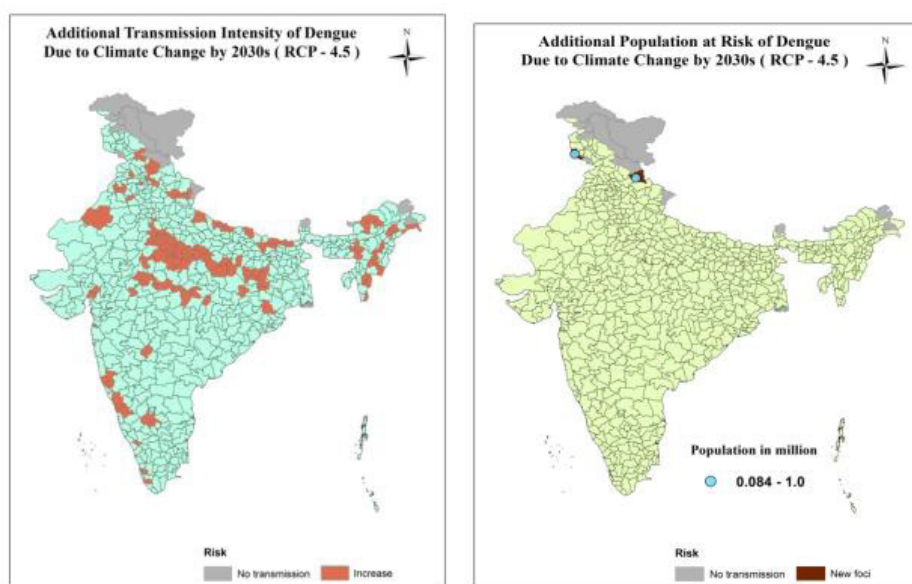 Additional Transmission Intensity of Dengue
Due to Climate Change by 2030s ( RCP - 4.5 )
N
Risk
No transmission
Increase
Additional Population at Risk of Dengue
Due to Climate Change by 2030s ( RCP - 4.5 )
N
Population in million
0.084 - 1.0
Risk
No transmission
New foci